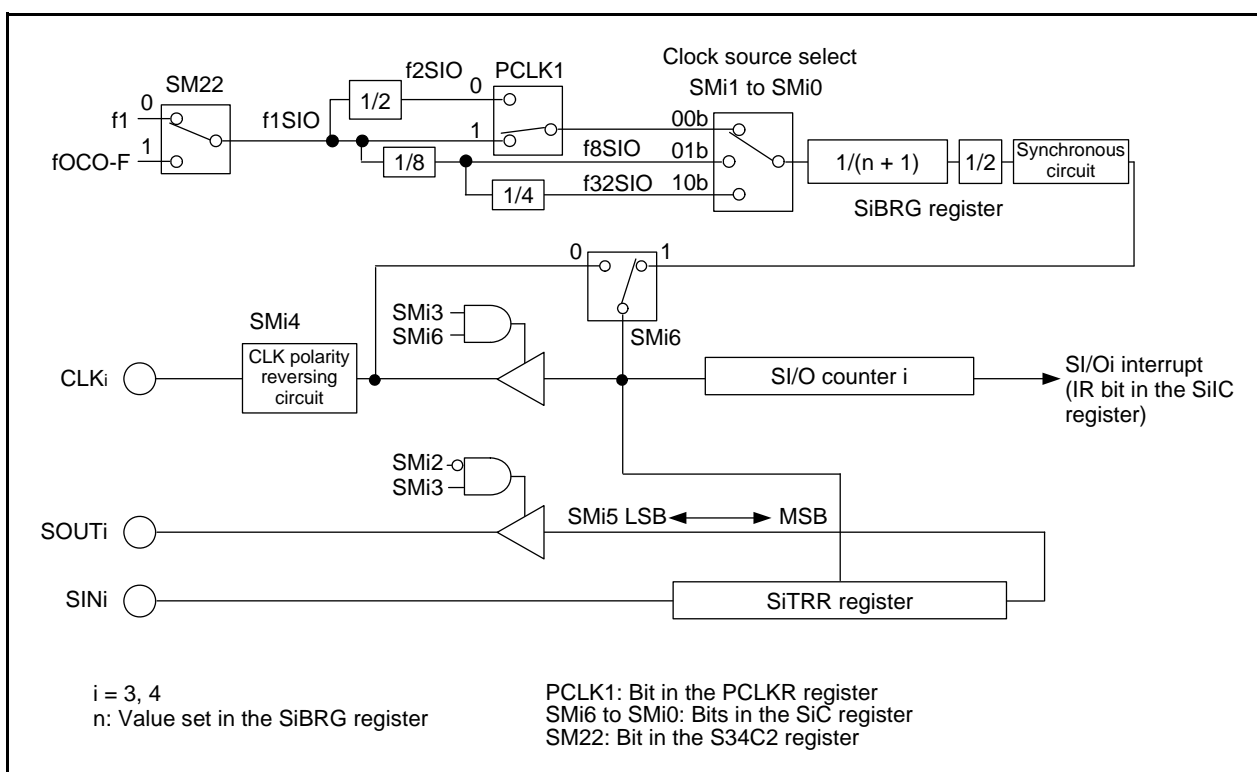 Clock source select
SMi1 to SMi0
SM22
f2SIO
PCLK1
0
0
1/2
f1
f1SIO
1
00b
1
fOCO-F
f8SIO
01b
1/8
1/(n + 1)
1/2
Synchronous
circuit
f32SIO
10b
1/4
SiBRG register
0
1
SMi3
SMi6
SMi6
SMi4
CLKi
CLK polarity
reversing
circuit
SI/O counter i
SI/Oi interrupt
(IR bit in the SiIC
register)
SMi2
SMi3
SOUTi
SMi5 LSB
MSB
SINi
SiTRR register
i = 3, 4
n: Value set in the SiBRG register
PCLK1: Bit in the PCLKR register
SMi6 to SMi0: Bits in the SiC register
SM22: Bit in the S34C2 register